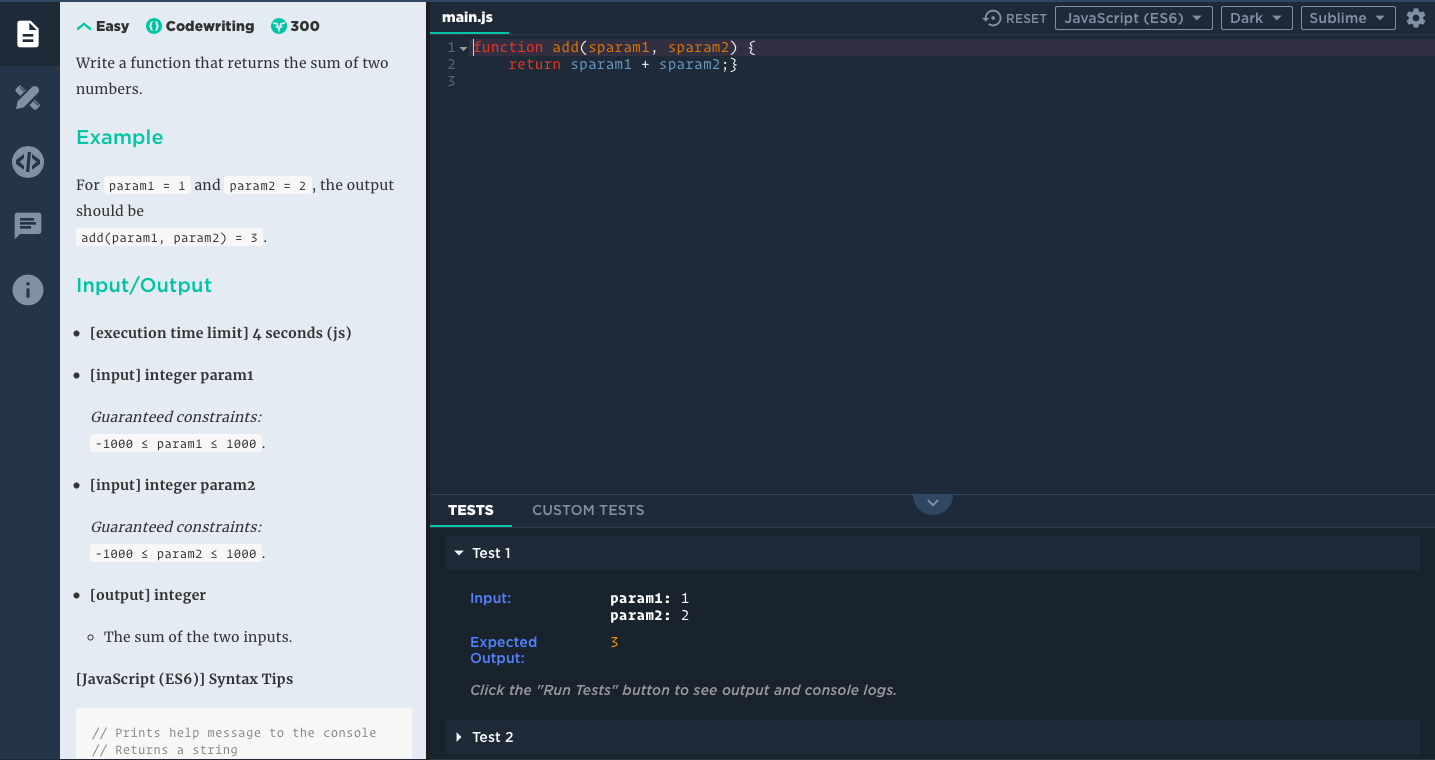 Easy Codewriting 300
Write a function that returns the sum of two
numbers.
Example
For param1 = 1 and param2 = 2, the output
should be
add(param1, param2) = 3.
Input/Output
[execution time limit] 4 seconds (js)
[input] integer param1
Guaranteed constraints:
-1000 ≤ param1 ≤ 1000.
[input] integer param2
Guaranteed constraints:
-1000 ≤ param2 ≤ 1000.
[output] integer
The sum of the two inputs.
[JavaScript (ES6)] Syntax Tips
// Prints help message to the console
// Returns a string
main.js RESET JavaScript (ES6) Dark Sublime
1 function add(sparam1, sparam2) {
2 return sparam1 + sparam2;}
3
TESTS CUSTOM TESTS
Test 1
Input: param1: 1
param2: 2
Expected 3
Output:
Click the "Run Tests" button to see output and console logs.
Test 2